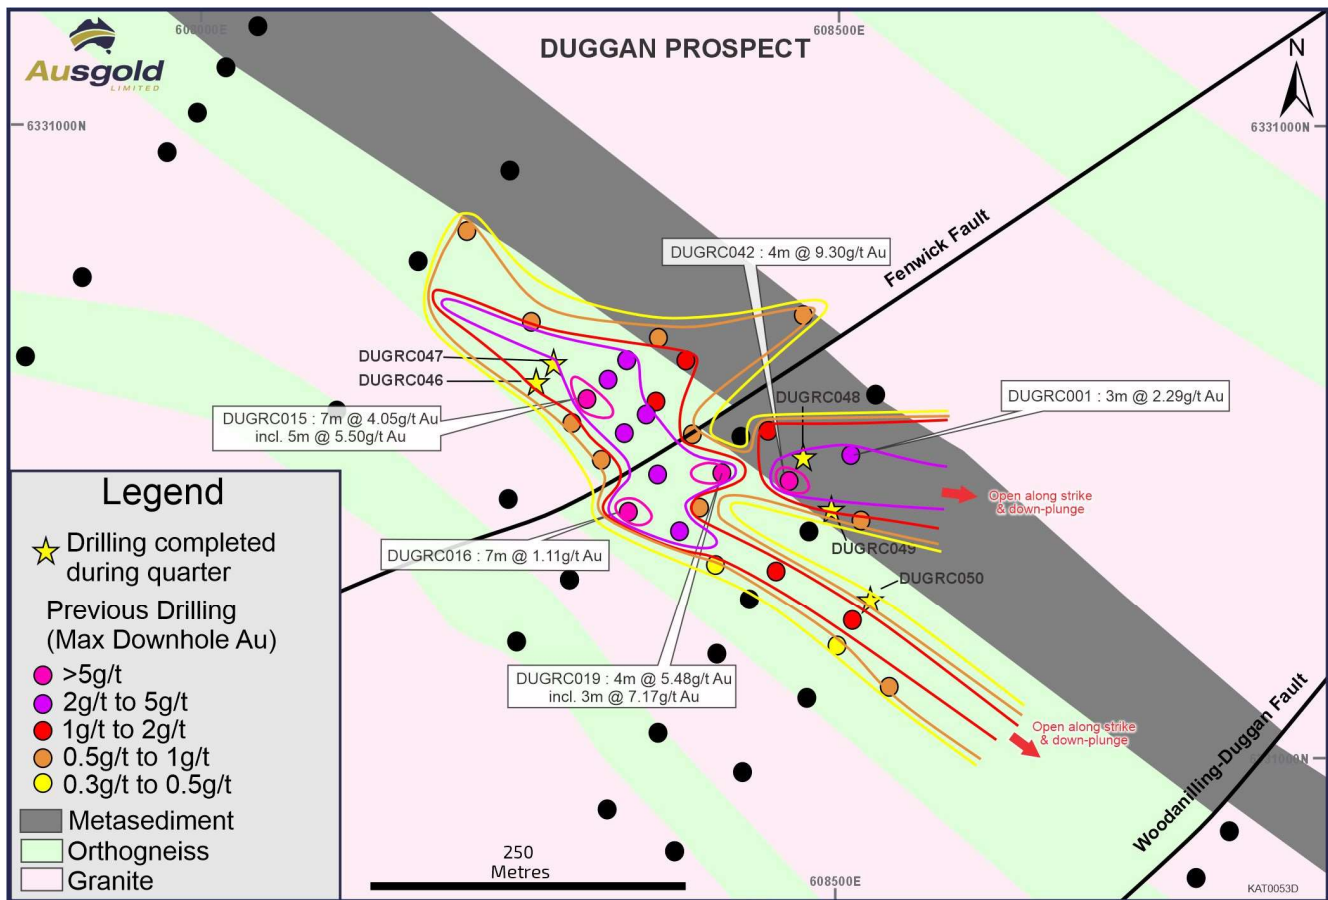 Ausgold
LIMITED
608000E
DUGGAN PROSPECT
608500E
N
6331000N
6331000N
Fenwick Fault
DUGRC042 : 4m @ 9.30g/t Au
DUGRC047
DUGRC046
DUGRC048
DUGRC001 : 3m @ 2.29g/t Au
DUGRC015 : 7m @ 4.05g/t Au
incl. 5m @ 5.50g/t Au
Open along strike
& down-plunge
DUGRC016 : 7m @ 1.11g/t Au
DUGRC049
DUGRC050
DUGRC019 : 4m @ 5.48g/t Au
incl. 3m @ 7.17g/t Au
Open along strike
& down-plunge
Woodanilling-Duggan Fault
Legend
Drilling completed
during quarter
Previous Drilling
(Max Downhole Au)
>5g/t
2g/t to 5g/t
1g/t to 2g/t
0.5g/t to 1g/t
0.3g/t to 0.5g/t
Metasediment
Orthogneiss
Granite
250
Metres
608500E
KAT0053D